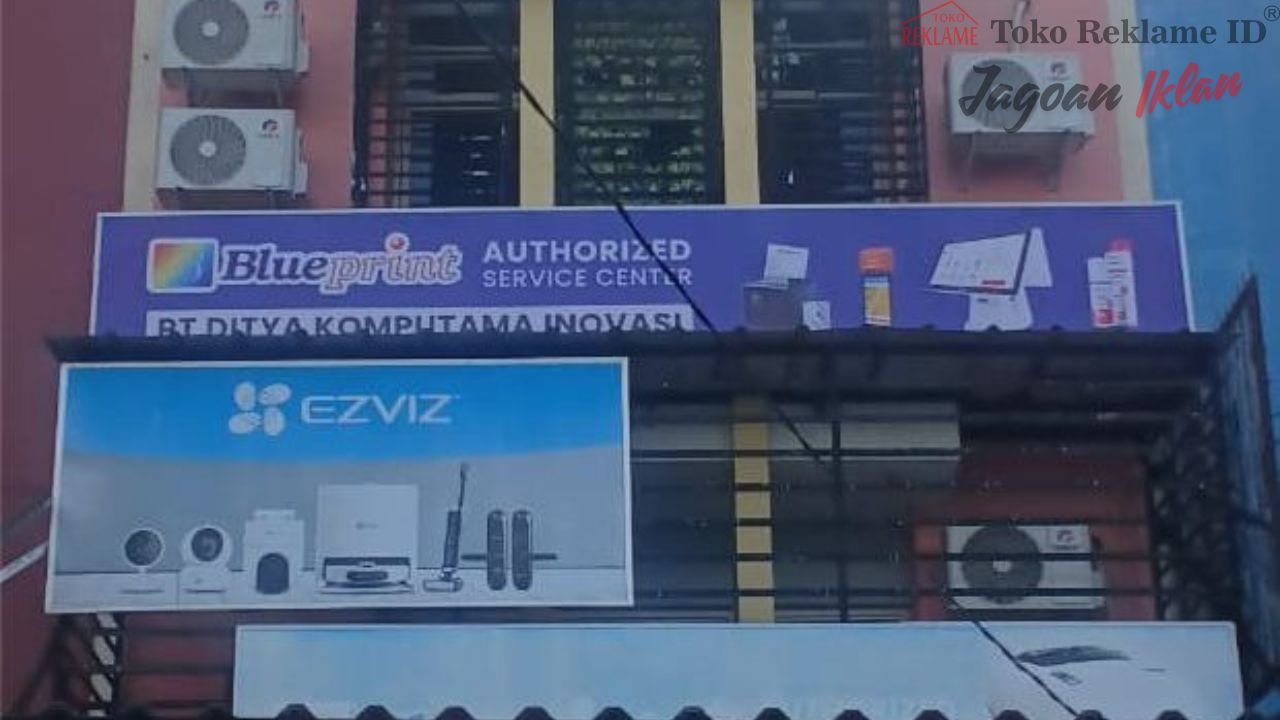 TOKO
REKLAME
Toko Reklame ID®
Jagoan Iklan
Blueprint
AUTHORIZED
SERVICE CENTER
PT DITYA KOMPUTAMA INOVASI
EZVIZ